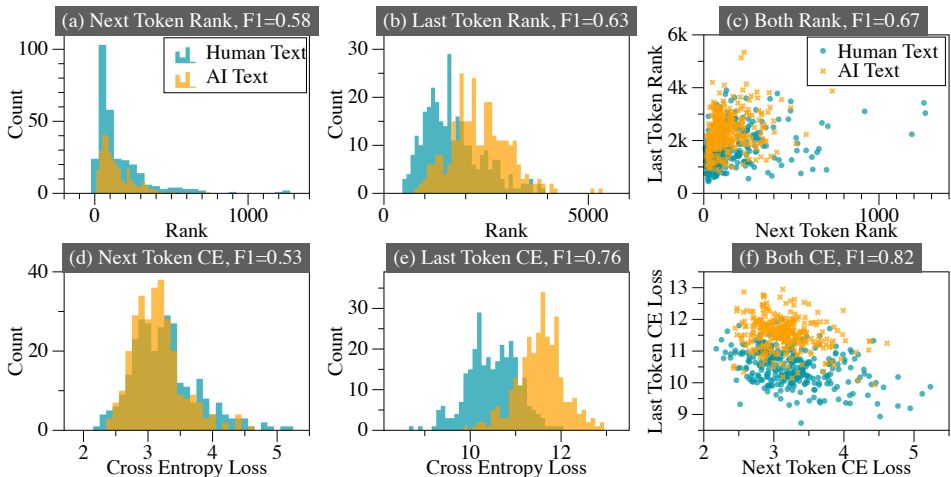 (a) Next Token Rank, F1=0.58
Count
100
50
0
Human Text
AI Text
0
1000
Rank
(b) Last Token Rank, F1=0.63
Count
30
20
10
0
0
5000
Rank
(c) Both Rank, F1=0.67
Last Token Rank
6k
4k
2k
0
Human Text
AI Text
0
1000
Next Token Rank
(d) Next Token CE, F1=0.53
Count
40
20
0
2
3
4
5
Cross Entropy Loss
(e) Last Token CE, F1=0.76
Count
30
20
10
0
10
12
Cross Entropy Loss
(f) Both CE, F1=0.82
Last Token CE Loss
13
12
11
10
9
2
3
4
5
Next Token CE Loss